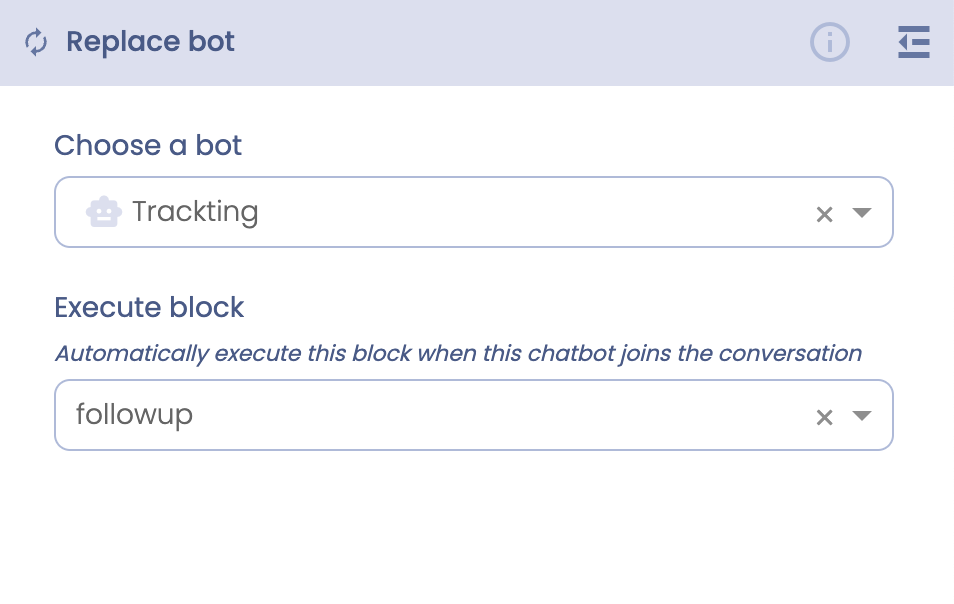 Replace bot
Choose a bot
Trackting
Execute block
Automatically execute this block when this chatbot joins the conversation
followup